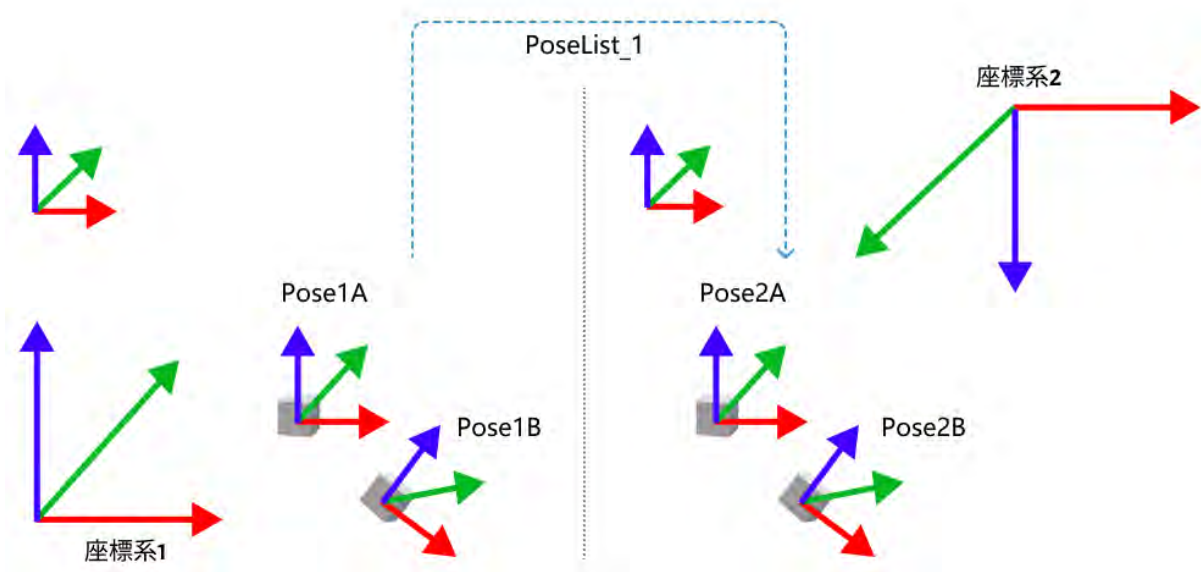 PoseList_1
座標系2
Pose1A
Pose2A
Pose1B
Pose2B
座標系1